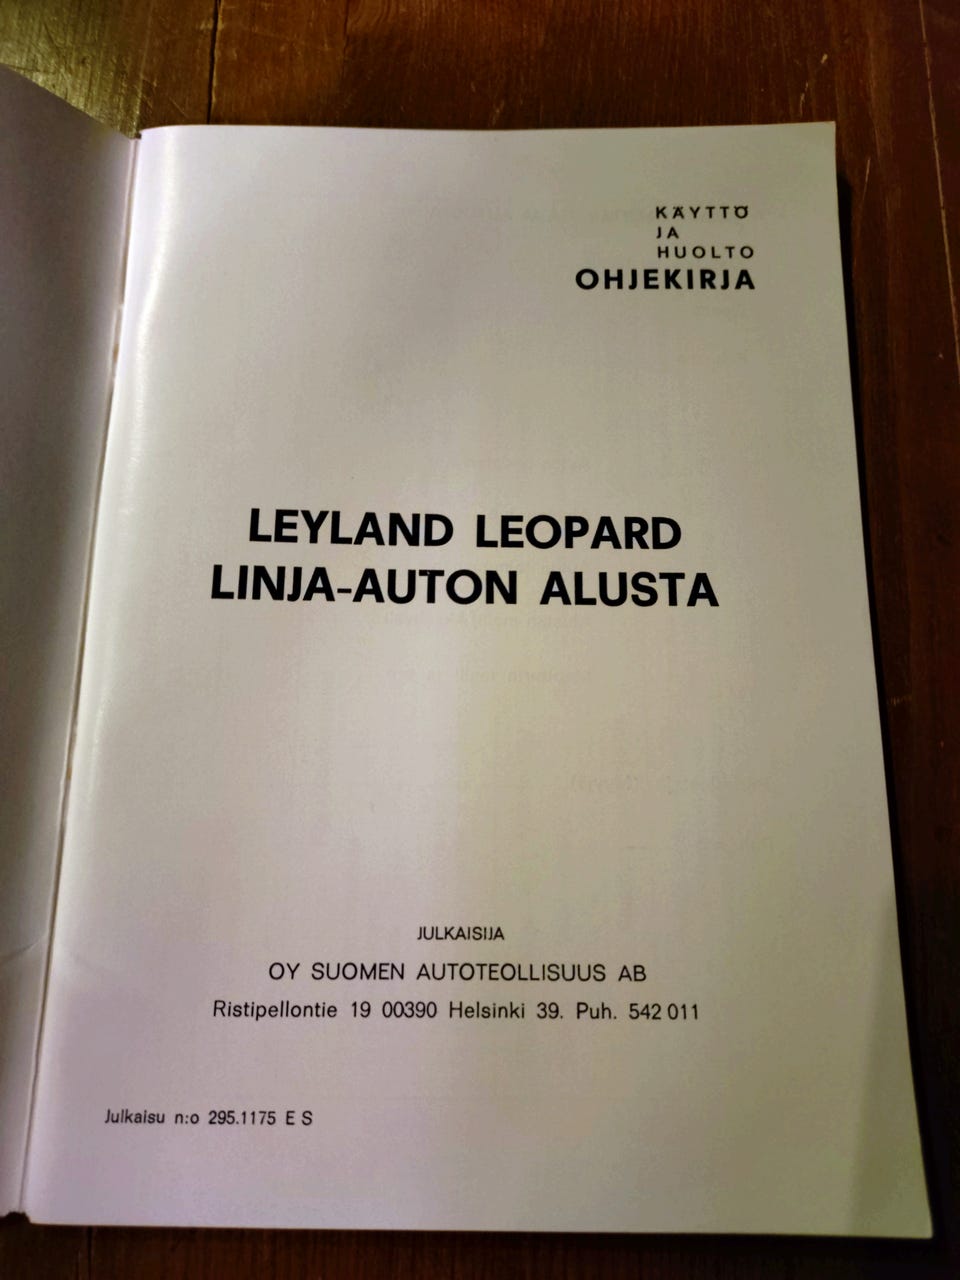 KÄYTTÖ
JA
HUOLTO
OHJEKIRJA
LEYLAND LEOPARD
LINJA-AUTON ALUSTA
JULKAISIJA
OY SUOMEN AUTOTEOLLISUUS AB
Ristipellontie 19 00390 Helsinki 39. Puh. 542 011
Julkaisu n:o 295.1175 E S